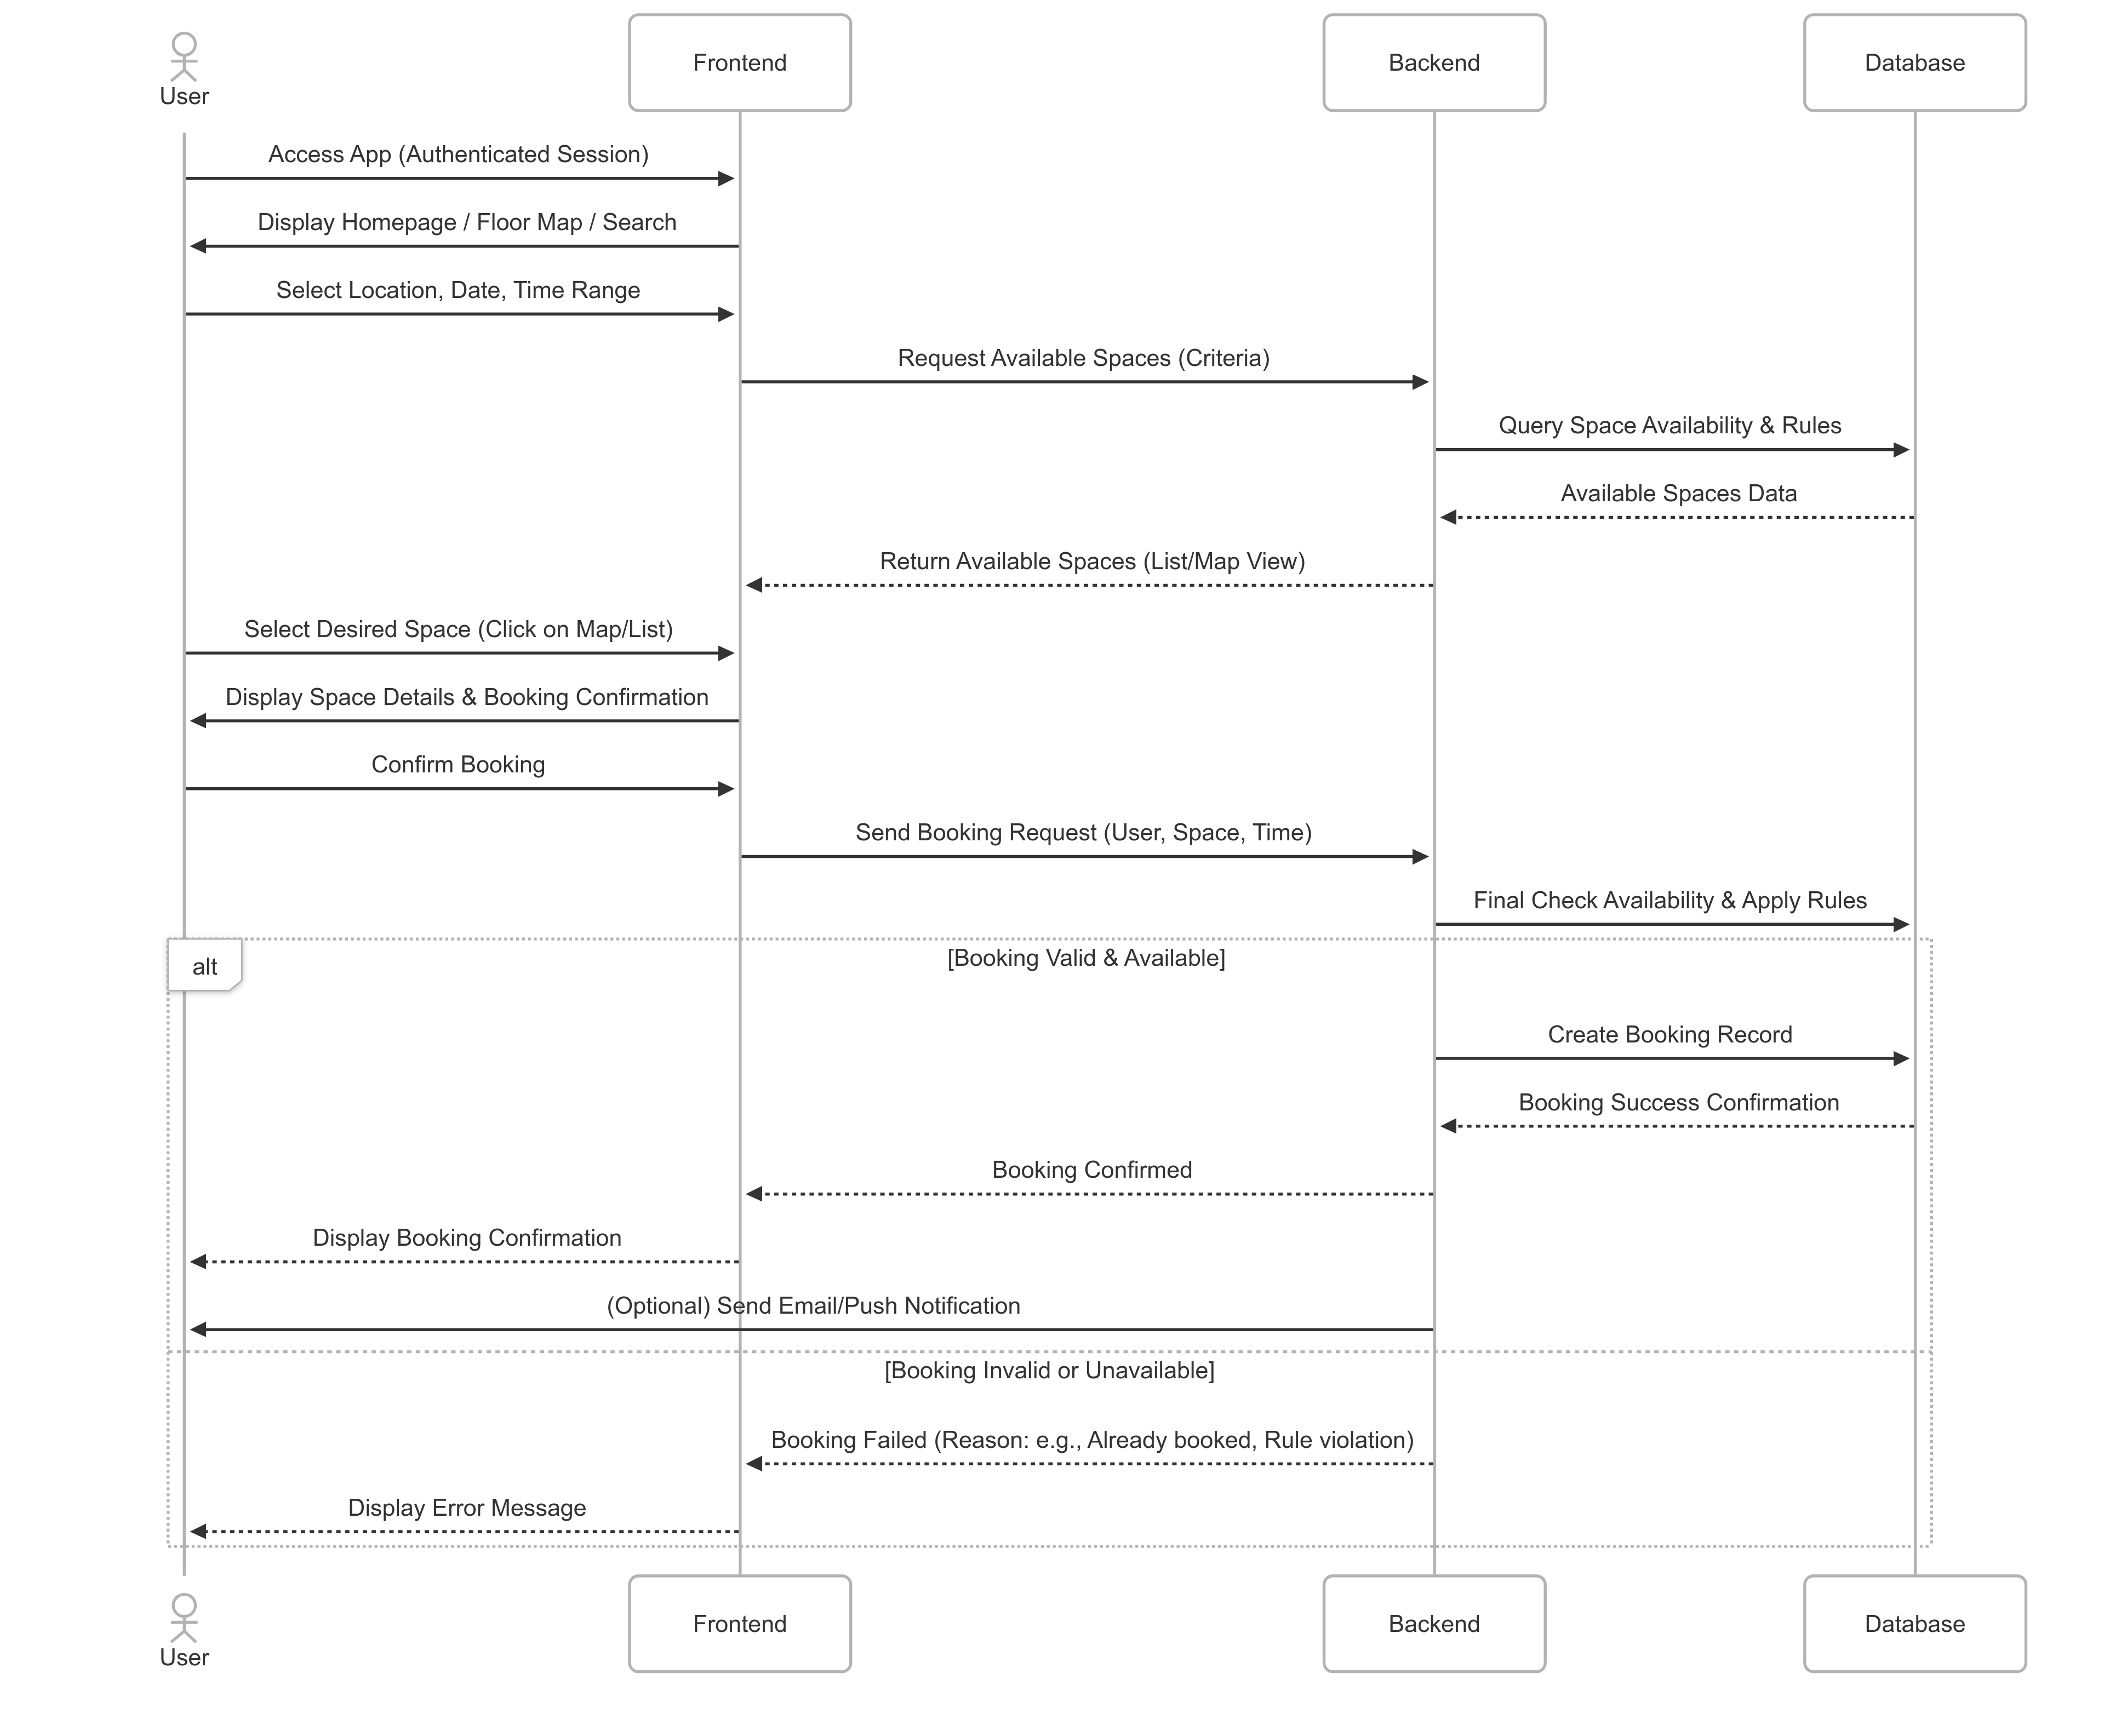 User
Frontend
Backend
Database
Access App (Authenticated Session)
Display Homepage / Floor Map / Search
Select Location, Date, Time Range
Request Available Spaces (Criteria)
Query Space Availability & Rules
Available Spaces Data
Return Available Spaces (List/Map View)
Select Desired Space (Click on Map/List)
Display Space Details & Booking Confirmation
Confirm Booking
Send Booking Request (User, Space, Time)
Final Check Availability & Apply Rules
alt
[Booking Valid & Available]
Create Booking Record
Booking Success Confirmation
Booking Confirmed
Display Booking Confirmation
(Optional) Send Email/Push Notification
[Booking Invalid or Unavailable]
Booking Failed (Reason: e.g., Already booked, Rule violation)
Display Error Message
User
Frontend
Backend
Database